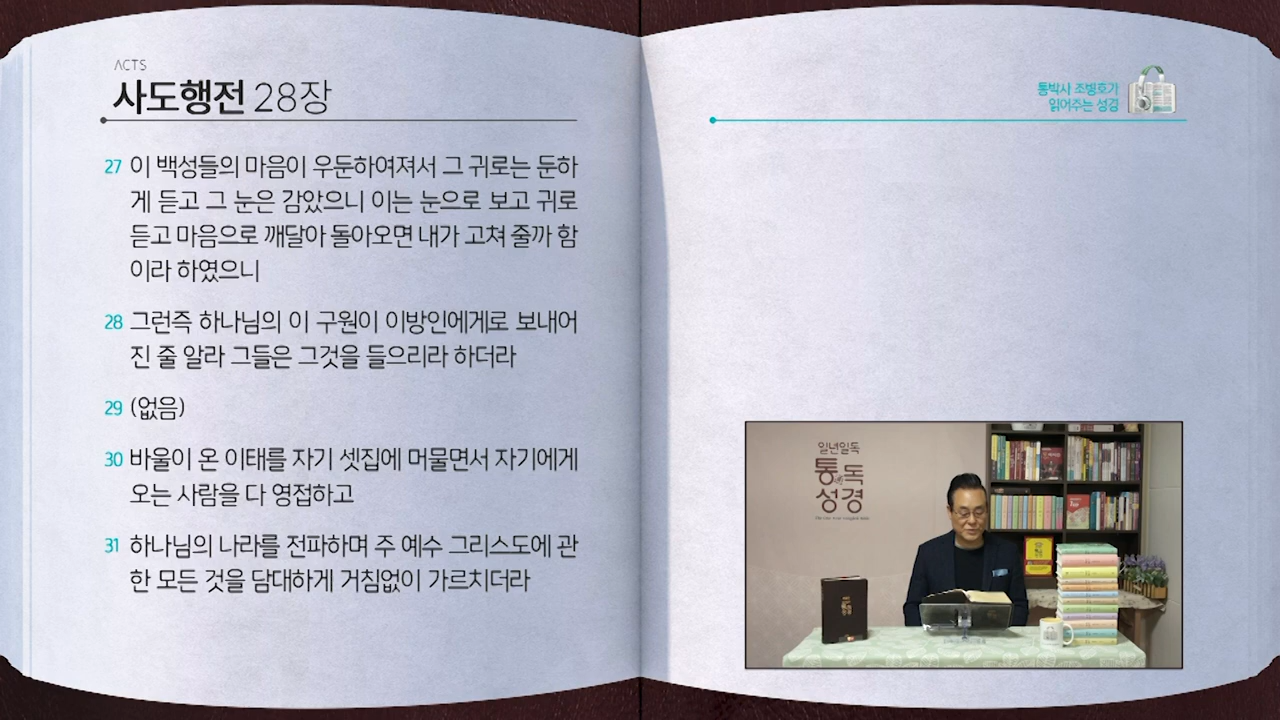 ACTS
사도행전 28장
27 이 백성들의 마음이 우둔하여져서 그 귀로는 둔하
게 듣고 그 눈은 감았으니 이는 눈으로 보고 귀로
듣고 마음으로 깨달아 돌아오면 내가 고쳐 줄까 함
이라 하였으니
28 그런즉 하나님의 이 구원이 이방인에게로 보내어
진 줄 알라 그들은 그것을 들으리라 하더라
29 (없음)
30 바울이 온 이태를 자기 셋집에 머물면서 자기에게
오는 사람을 다 영접하고
31 하나님의 나라를 전파하며 주 예수 그리스도에 관
한 모든 것을 담대하게 거침없이 가르치더라
통박사 조병호가
읽어주는 성경
일년일독
통독
성경